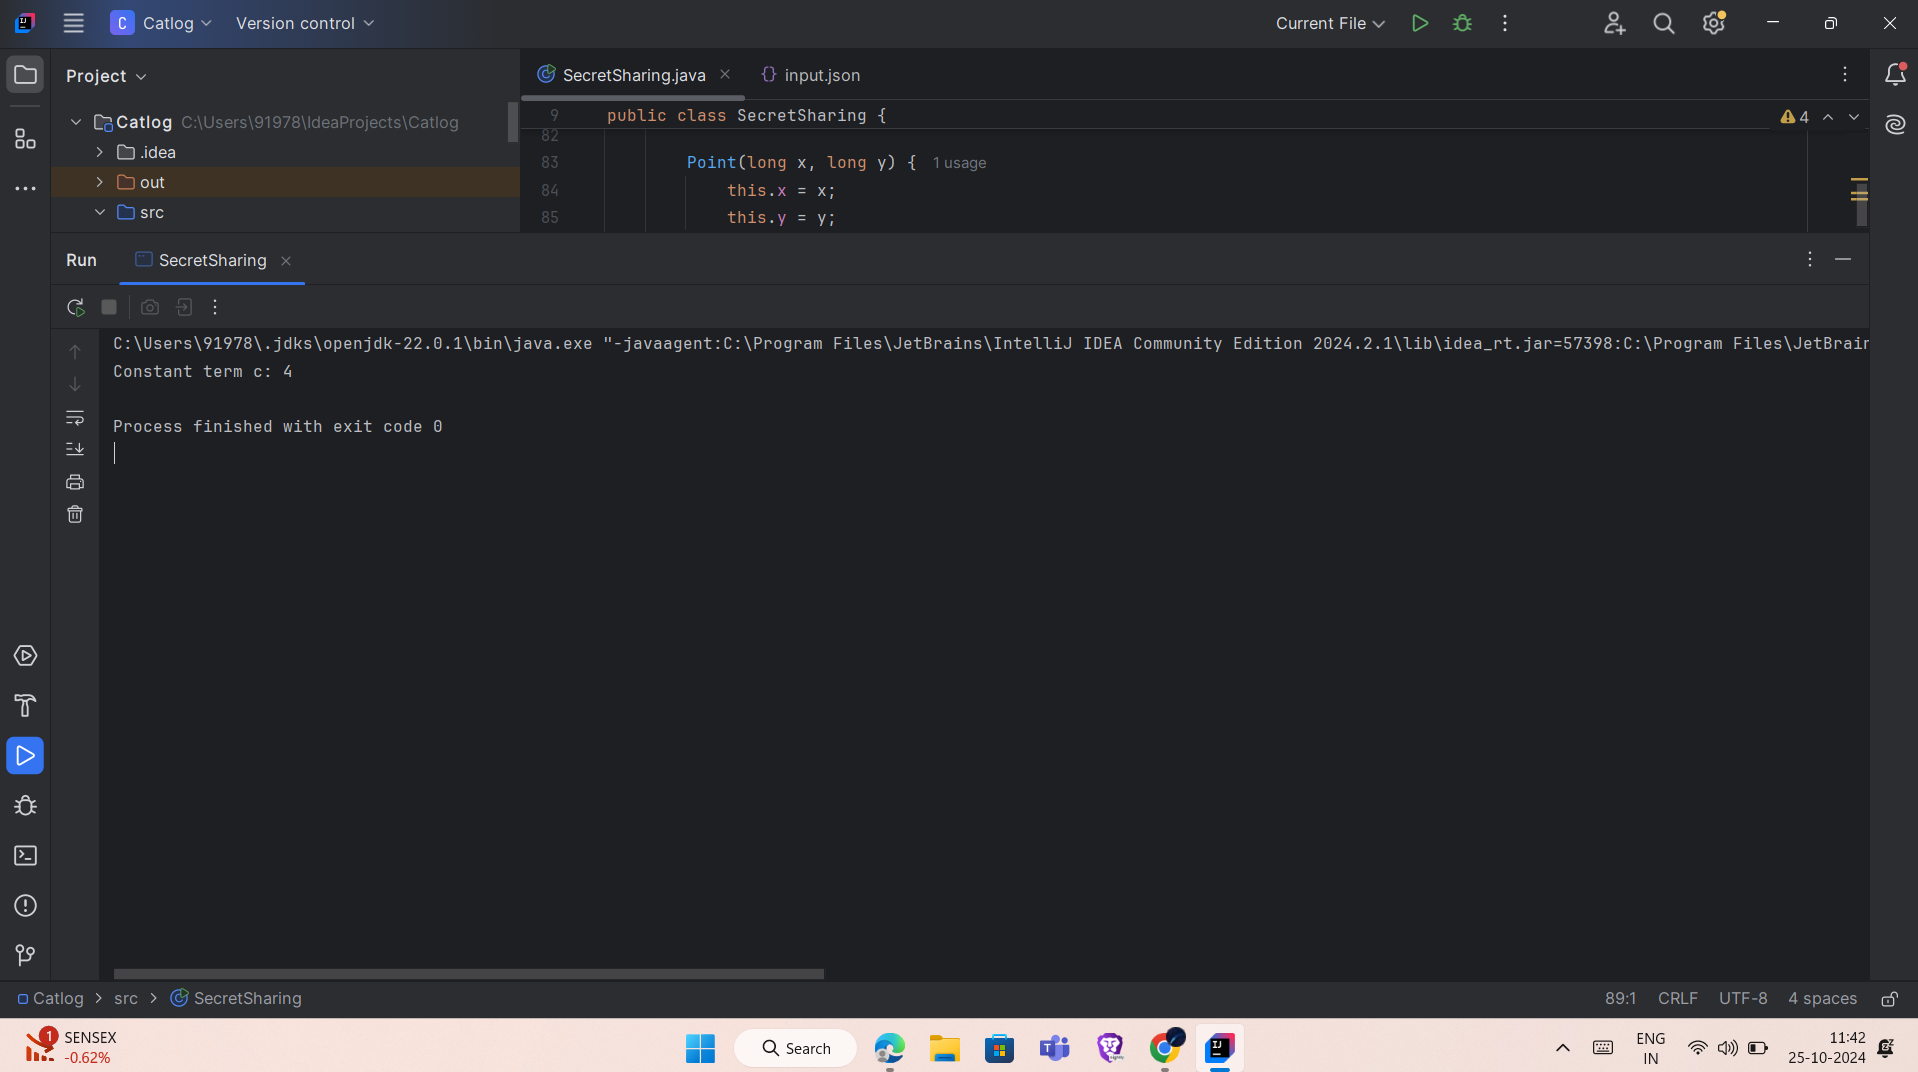 C Catlog Version control Current File
Project
SecretSharing.java
input.json
Catlog C:\Users\91978\IdeaProjects\Catlog
.idea
out
src
9 public class SecretSharing {
4
82
83 Point(long x, long y) { 1 usage
84 this.x = x;
85 this.y = y;
Run SecretSharing
C:\Users\91978\.jdks\openjdk-22.0.1\bin\java.exe "-javaagent:C:\Program Files\JetBrains\IntelliJ IDEA Community Edition 2024.2.1\lib\idea_rt.jar=57398:C:\Program Files\JetBrain
Constant term c: 4
Process finished with exit code 0
Catlog > src > SecretSharing
89:1 CRLF UTF-8 4 spaces
1
SENSEX
-0.62%
Search
ENG
IN
11:42
25-10-2024